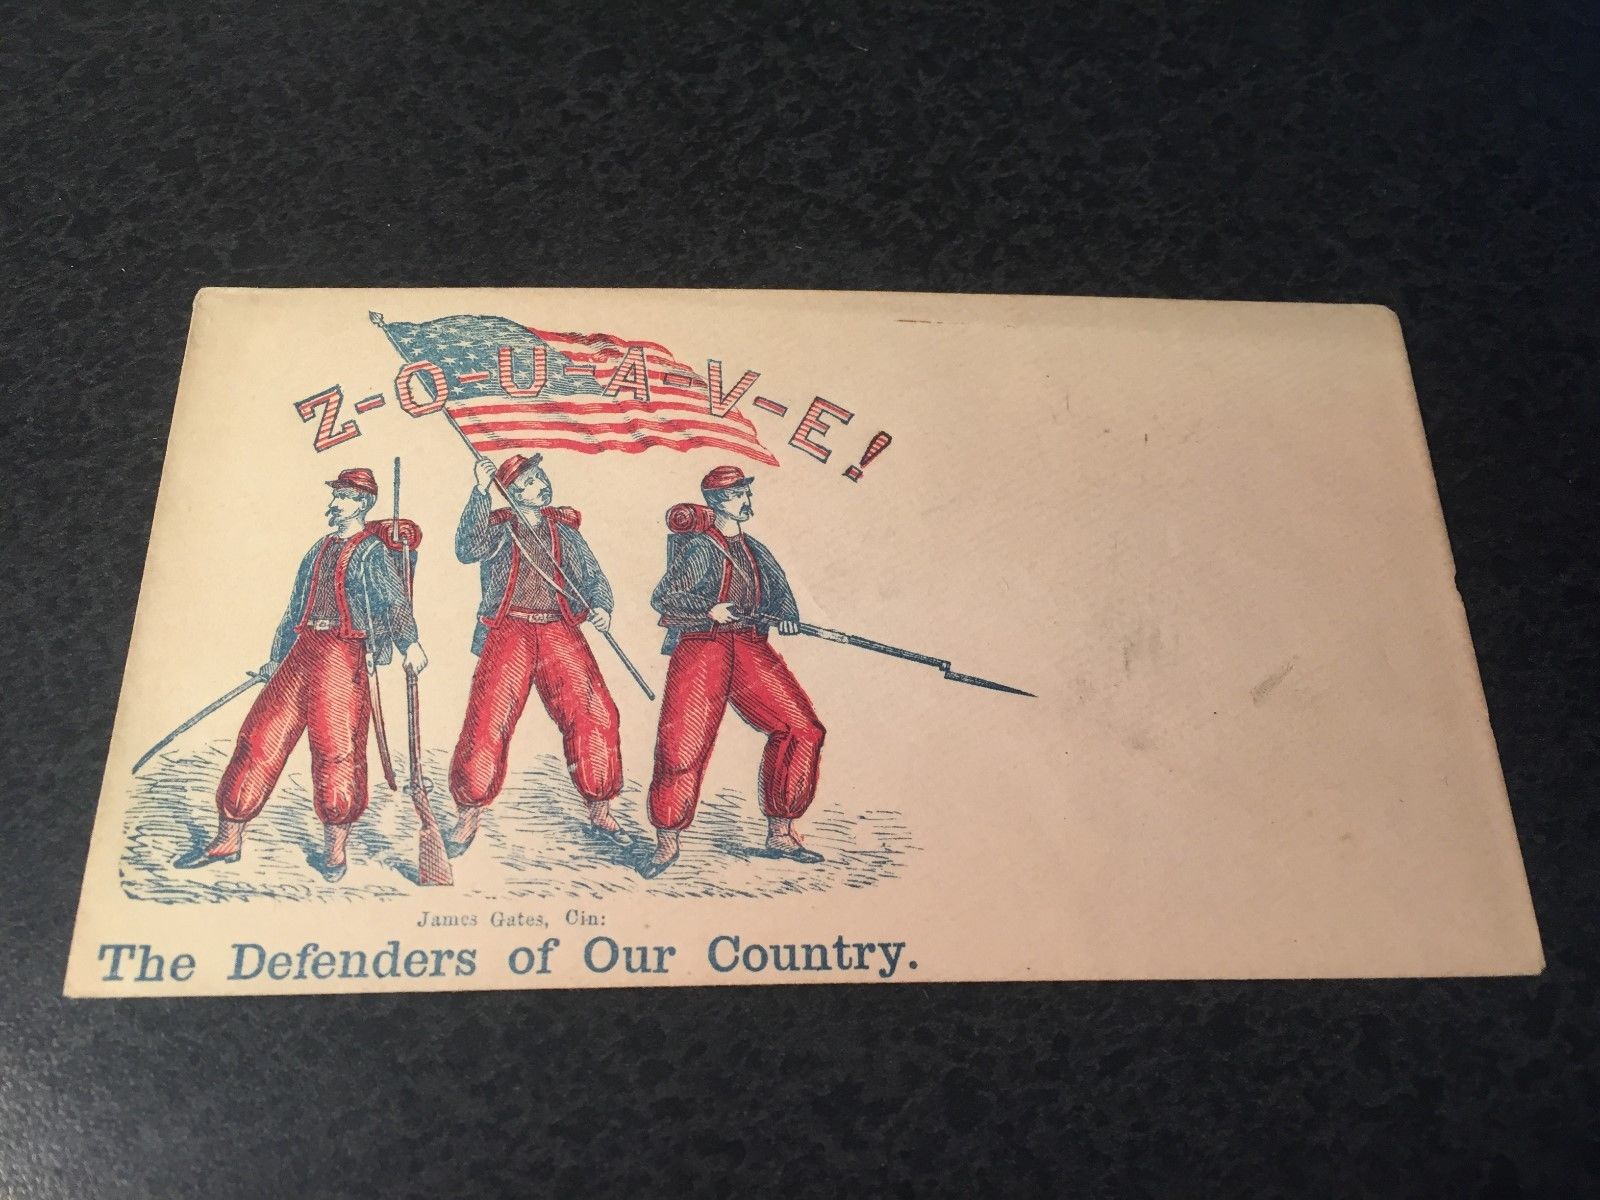 Z-O-U-A-V-E!
James Gates, Cin:
The Defenders of Our Country.